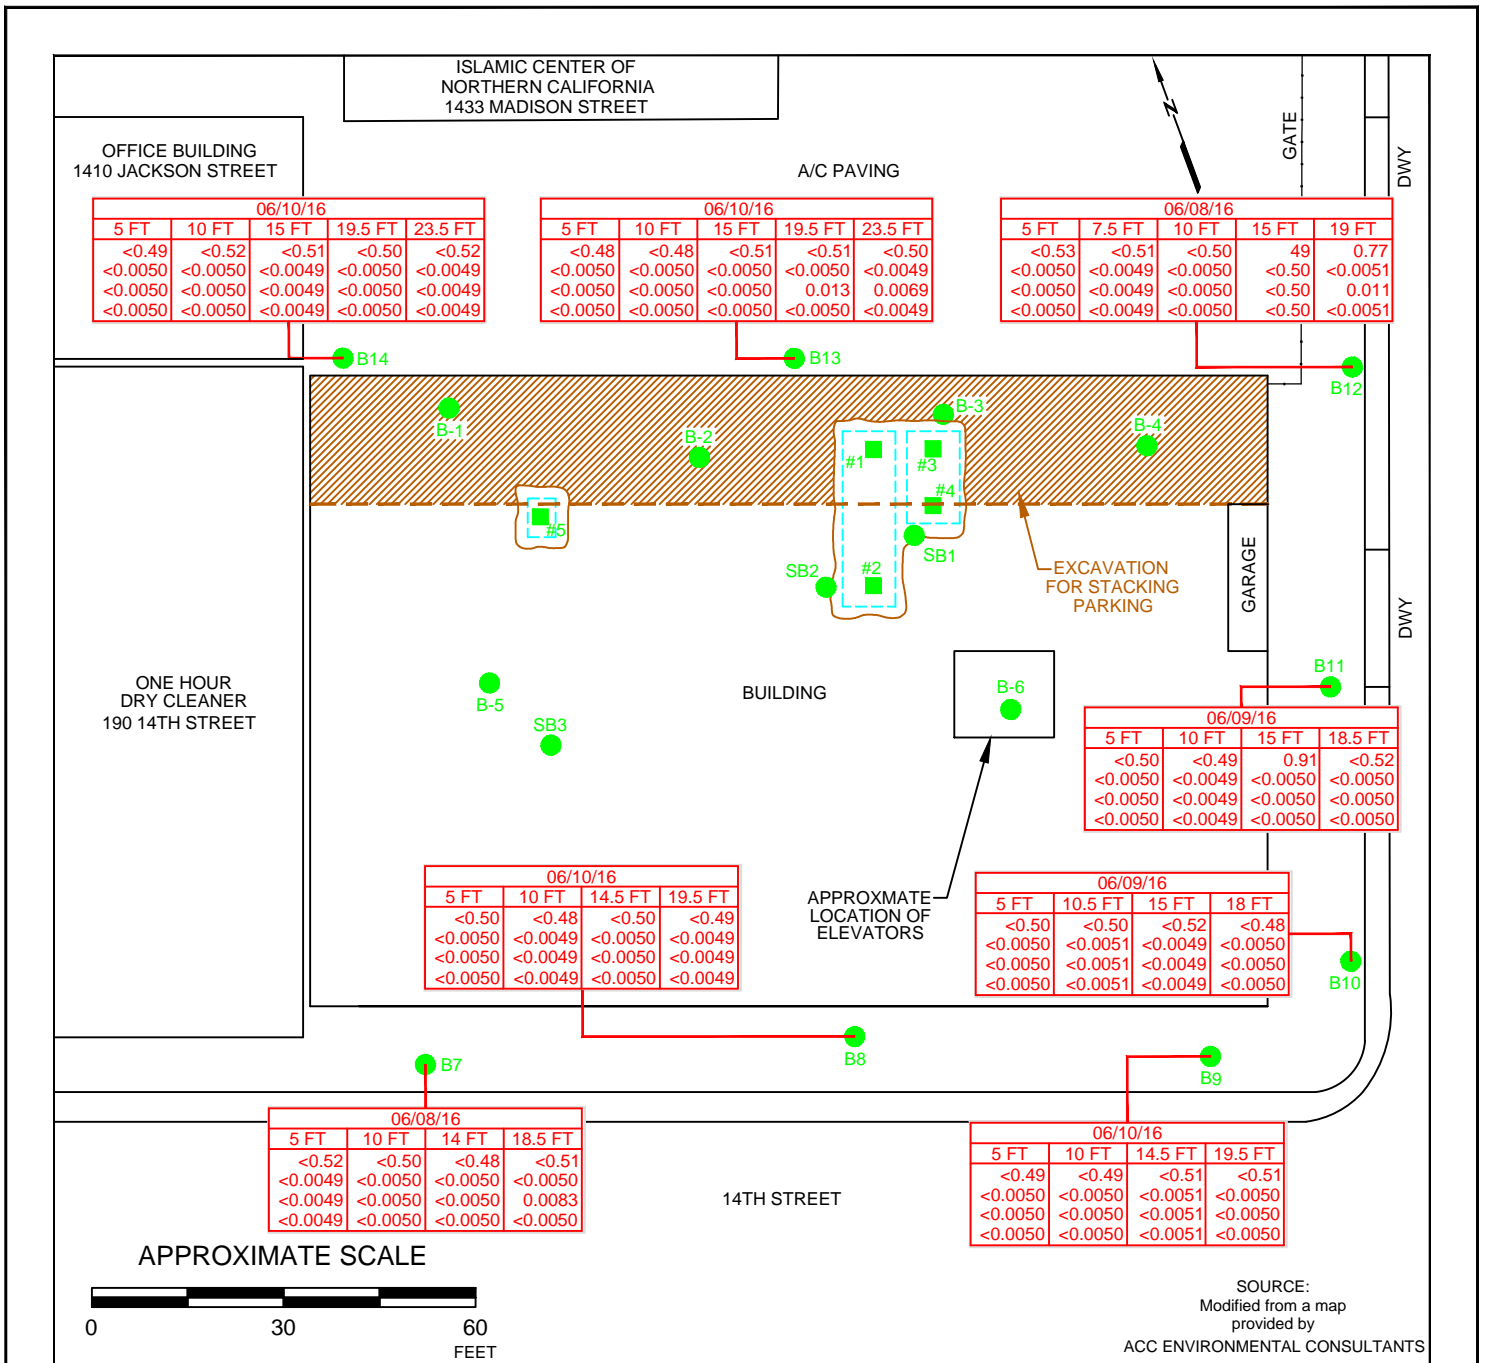 ISLAMIC CENTER OF
NORTHERN CALIFORNIA
1433 MADISON STREET
OFFICE BUILDING
1410 JACKSON STREET
A/C PAVING
N
GATE
DWY
06/10/16
5 FT 10 FT 15 FT 19.5 FT 23.5 FT
<0.49 <0.52 <0.51 <0.50 <0.52
<0.0050 <0.0050 <0.0049 <0.0050 <0.0049
<0.0050 <0.0050 <0.0049 <0.0050 <0.0049
<0.0050 <0.0050 <0.0049 <0.0050 <0.0049
06/10/16
5 FT 10 FT 15 FT 19.5 FT 23.5 FT
<0.48 <0.48 <0.51 <0.51 <0.50
<0.0050 <0.0050 <0.0050 <0.0050 <0.0049
<0.0050 <0.0050 <0.0050 0.013 0.0069
<0.0050 <0.0050 <0.0050 <0.0050 <0.0049
06/08/16
5 FT 7.5 FT 10 FT 15 FT 19 FT
<0.53 <0.51 <0.50 49 0.77
<0.0050 <0.0049 <0.0050 <0.50 <0.0051
<0.0050 <0.0049 <0.0050 <0.50 0.011
<0.0050 <0.0049 <0.0050 <0.50 <0.0051
B14
B13
B12
B-1
B-2
B-3
B-4
#1
#3
#4
#5
#2
SB1
SB2
EXCAVATION
FOR STACKING
PARKING
GARAGE
DWY
ONE HOUR
DRY CLEANER
190 14TH STREET
B-5
SB3
BUILDING
B-6
B11
06/09/16
5 FT 10 FT 15 FT 18.5 FT
<0.50 <0.49 0.91 <0.52
<0.0050 <0.0049 <0.0050 <0.0050
<0.0050 <0.0049 <0.0050 <0.0050
<0.0050 <0.0049 <0.0050 <0.0050
APPROXMATE
LOCATION OF
ELEVATORS
06/10/16
5 FT 10 FT 14.5 FT 19.5 FT
<0.50 <0.48 <0.50 <0.49
<0.0050 <0.0049 <0.0050 <0.0049
<0.0050 <0.0049 <0.0050 <0.0049
<0.0050 <0.0049 <0.0050 <0.0049
06/09/16
5 FT 10.5 FT 15 FT 18 FT
<0.50 <0.50 <0.52 <0.48
<0.0050 <0.0051 <0.0049 <0.0050
<0.0050 <0.0051 <0.0049 <0.0050
<0.0050 <0.0051 <0.0049 <0.0050
B10
B8
B7
B9
06/08/16
5 FT 10 FT 14 FT 18.5 FT
<0.52 <0.50 <0.48 <0.51
<0.0049 <0.0050 <0.0050 <0.0050
<0.0049 <0.0050 <0.0050 0.0083
<0.0049 <0.0050 <0.0050 <0.0050
06/10/16
5 FT 10 FT 14.5 FT 19.5 FT
<0.49 <0.49 <0.51 <0.51
<0.0050 <0.0050 <0.0051 <0.0050
<0.0050 <0.0050 <0.0051 <0.0050
<0.0050 <0.0050 <0.0051 <0.0050
14TH STREET
APPROXIMATE SCALE
0 30 60
FEET
SOURCE:
Modified from a map
provided by
ACC ENVIRONMENTAL CONSULTANTS